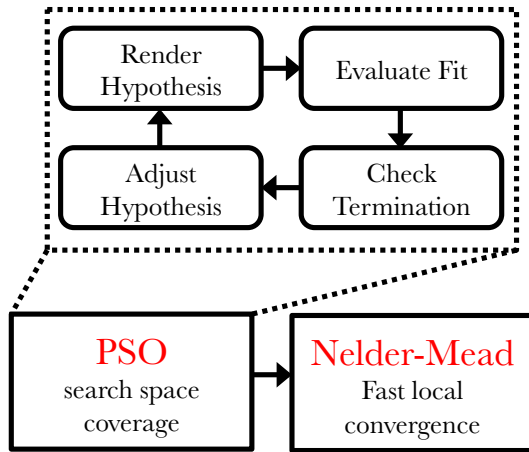 Render
Hypothesis
Evaluate Fit
Adjust
Hypothesis
Check
Termination
PSO
search space
coverage
Nelder-Mead
Fast local
convergence